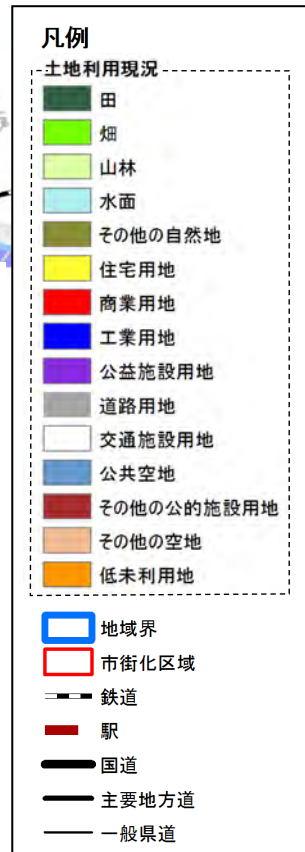 凡例
土地利用現況
田
畑
山林
水面
その他の自然地
住宅用地
商業用地
工業用地
公益施設用地
道路用地
交通施設用地
公共空地
その他の公的施設用地
その他の空地
低未利用地
地域界
市街化区域
鉄道
駅
国道
主要地方道
一般県道